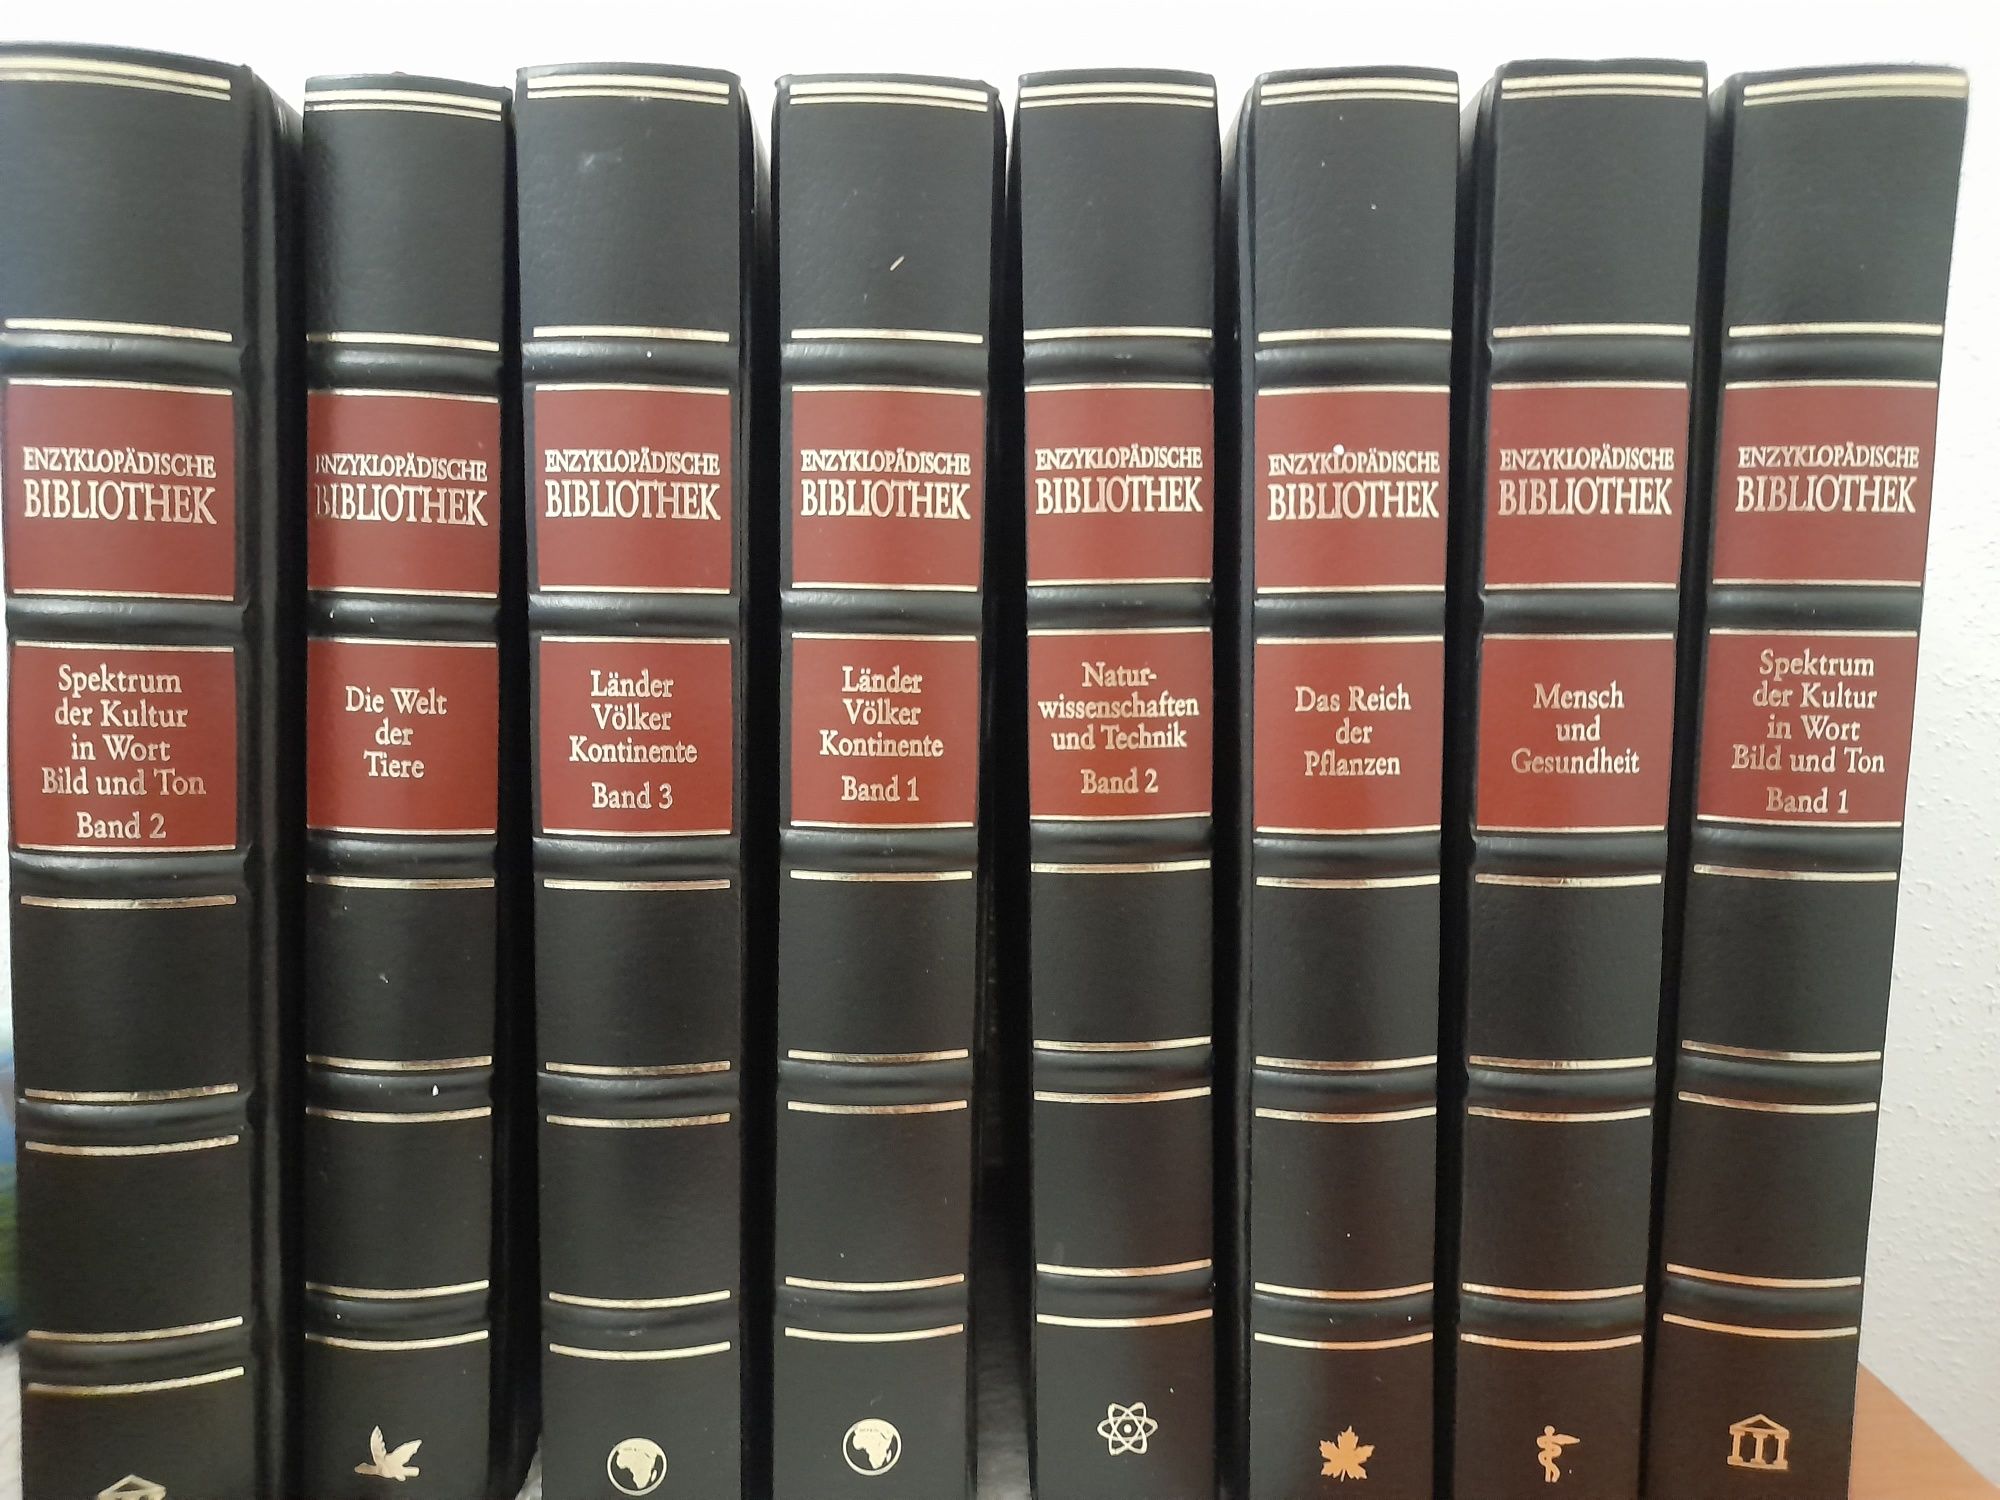 ENZYKLOPÄDISCHE
BIBLIOTHEK
Spektrum
der Kultur
in Wort
Bild und Ton
Band 2
ENZYKLOPÄDISCHE
BIBLIOTHEK
Die Welt
der
Tiere
ENZYKLOPÄDISCHE
BIBLIOTHEK
Länder
Völker
Kontinente
Band 3
ENZYKLOPÄDISCHE
BIBLIOTHEK
Länder
Völker
Kontinente
Band 1
ENZYKLOPÄDISCHE
BIBLIOTHEK
Natur-
wissenschaften
und Technik
Band 2
ENZYKLOPÄDISCHE
BIBLIOTHEK
Das Reich
der
Pflanzen
ENZYKLOPÄDISCHE
BIBLIOTHEK
Mensch
und
Gesundheit
ENZYKLOPÄDISCHE
BIBLIOTHEK
Spektrum
der Kultur
in Wort
Bild und Ton
Band 1